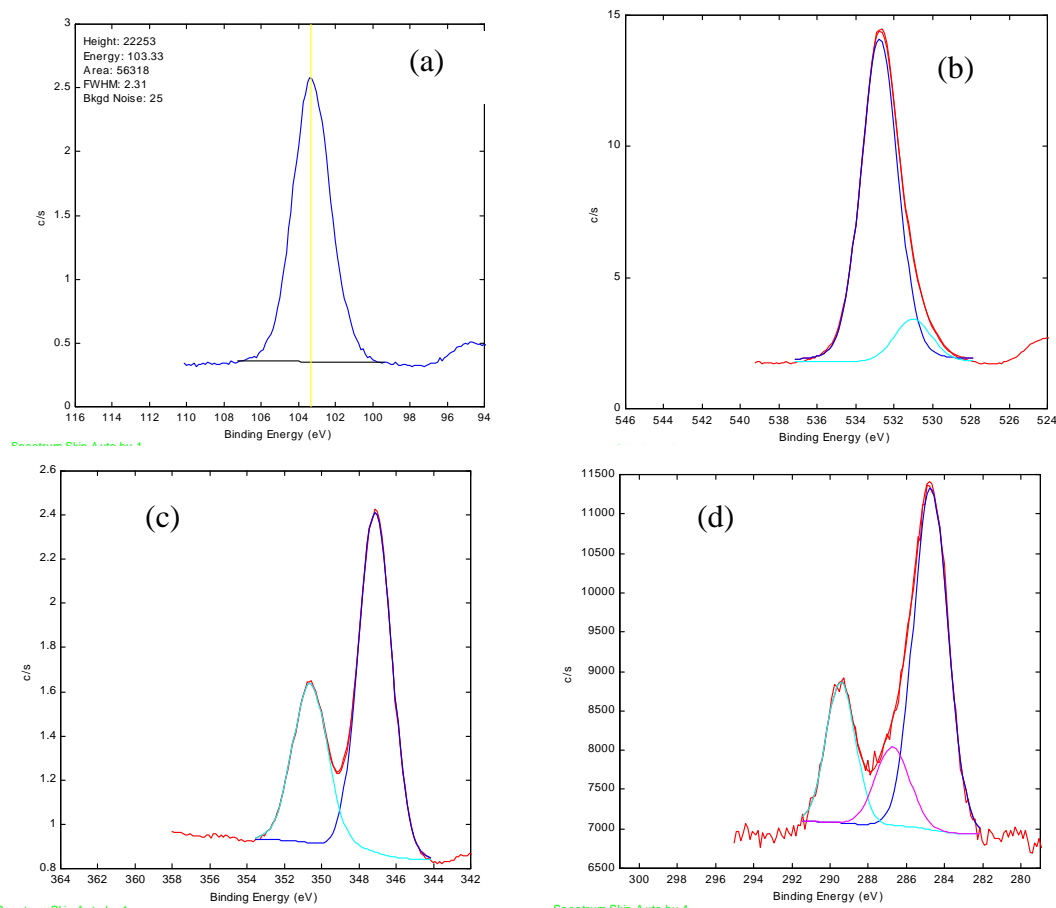 3
2.5
2
1.5
1
0.5
0
c/s
Height: 22253
Energy: 103.33
Area: 56318
FWHM: 2.31
Bkgd Noise: 25
(a)
116 114 112 110 108 106 104 102 100 98 96 94
Binding Energy (eV)
15
10
5
0
c/s
(b)
546 544 542 540 538 536 534 532 530 528 526 524
Binding Energy (eV)
2.6
2.4
2.2
2
1.8
1.6
1.4
1.2
1
0.8
c/s
(c)
364 362 360 358 356 354 352 350 348 346 344 342
Binding Energy (eV)
11500
11000
10500
10000
9500
9000
8500
8000
7500
7000
6500
c/s
(d)
300 298 296 294 292 290 288 286 284 282 280
Binding Energy (eV)